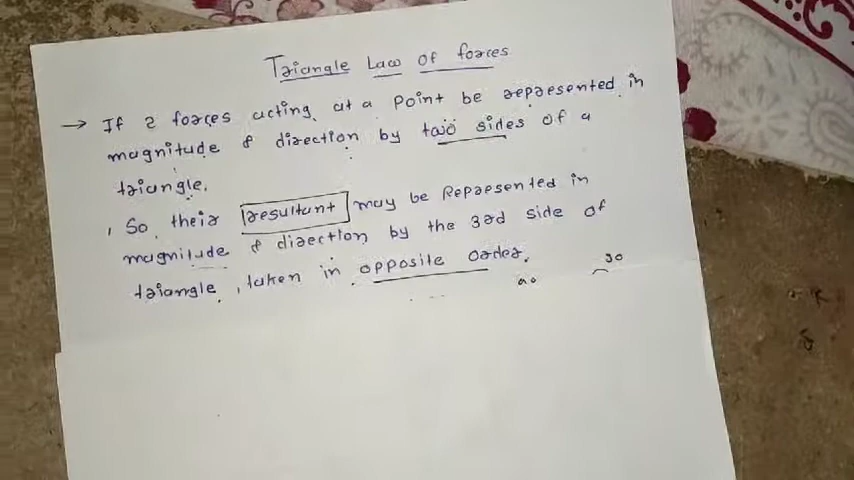 Triangle Law of forces
→ If 2 forces acting at a point be represented in
magnitude & direction by two sides of a
triangle.
So their resultant may be Represented in
magnitude & direction by the 3rd side of
triangle, taken in opposite order.